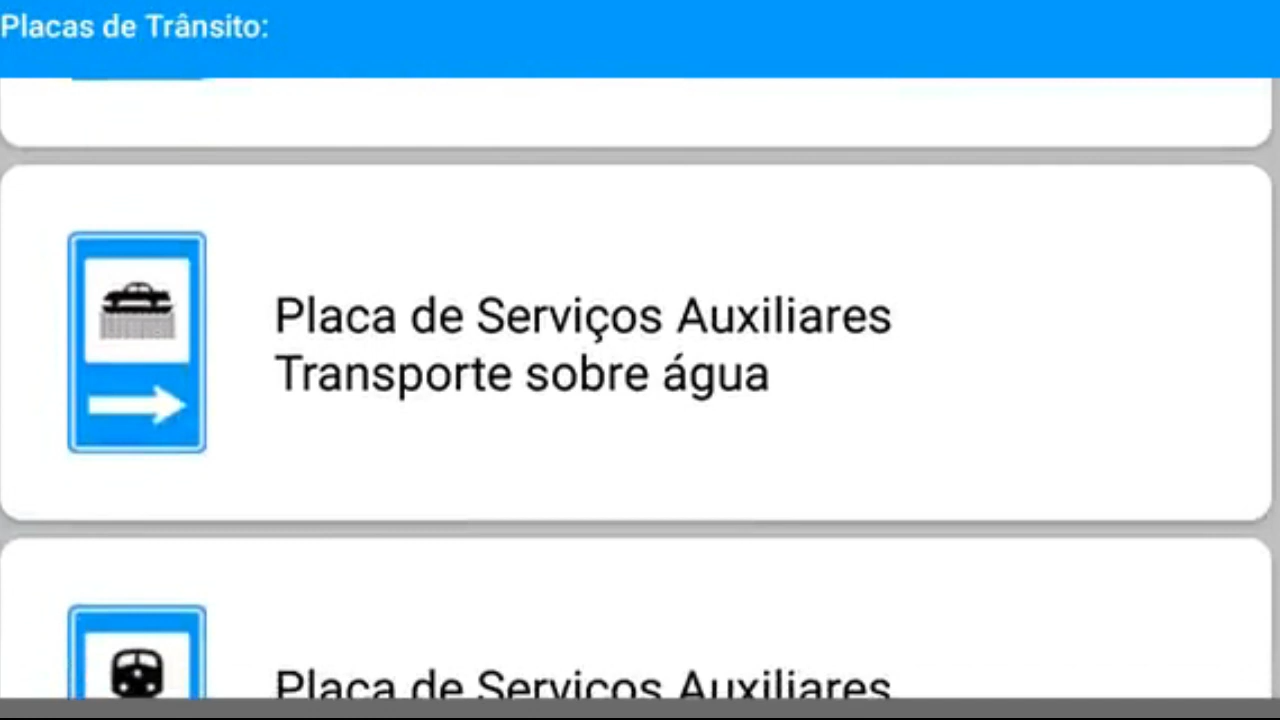 Placas de Trânsito:
Placa de Serviços Auxiliares
Transporte sobre água
Placa de Serviços Auxiliares